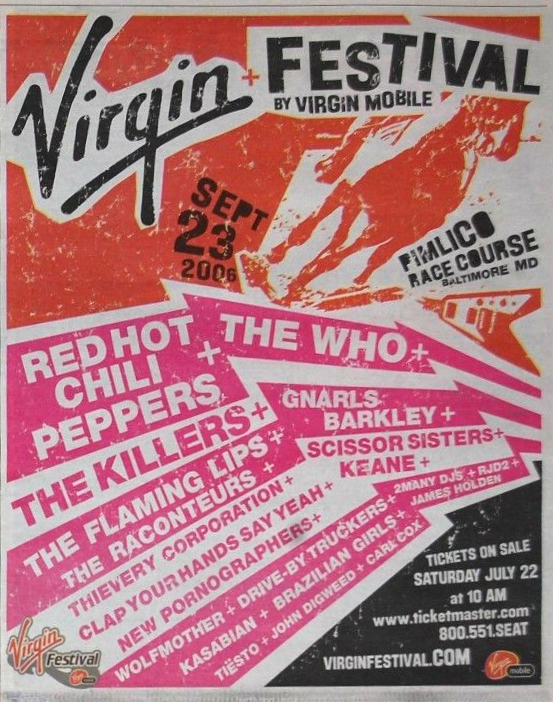 Virgin + FESTIVAL
BY VIRGIN MOBILE
SEPT
23
2006
PIMLICO
RACE COURSE
BALTIMORE MD
RED HOT
CHILI +
PEPPERS
THE WHO +
THE KILLERS +
GNARLS
BARKLEY +
THE FLAMING LIPS +
THE RACONTEURS +
SCISSOR SISTERS +
KEANE +
THIEVERY CORPORATION +
CLAP YOUR HANDS SAY YEAH +
NEW PORNOGRAPHERS +
2MANY DJS + RJD2 +
JAMES HOLDEN
WOLFMOTHER + DRIVE-BY TRUCKERS +
KASABIAN + BRAZILIAN GIRLS +
TIËSTO + JOHN DIGWEED + CARL COX
TICKETS ON SALE
SATURDAY JULY 22
at 10 AM
www.ticketmaster.com
800.551.SEAT
VIRGINFESTIVAL.COM
Virgin mobile
Virgin
Festival